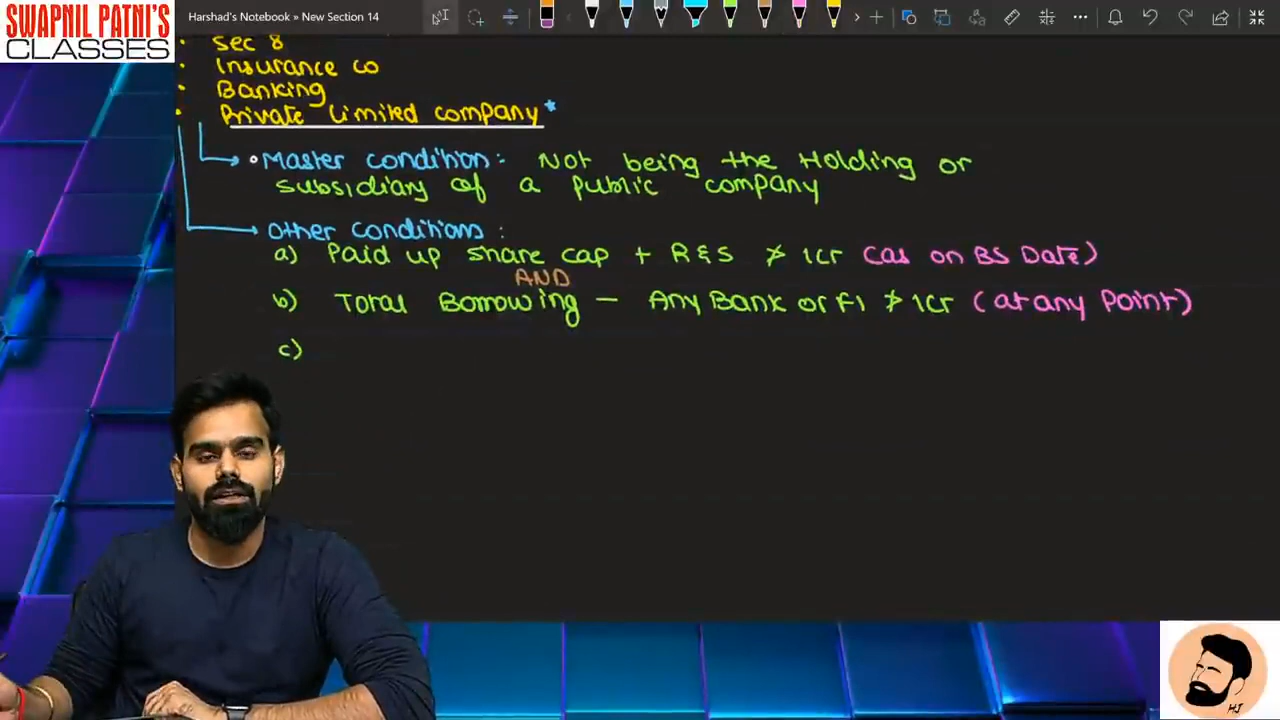 SWAPNIL PATNI'S
CLASSES
Harshad's Notebook » New Section 14
• Sec 8
• Insurance co
• Banking
• Private Limited company *
• Master condition: Not being the Holding or
subsidiary of a public company
Other conditions :
a) Paid up share cap + R & S ≯ 1cr (as on BS Date)
AND
b) Total Borrowing – Any Bank or FI ≯ 1cr (at any Point)
c)
HJ